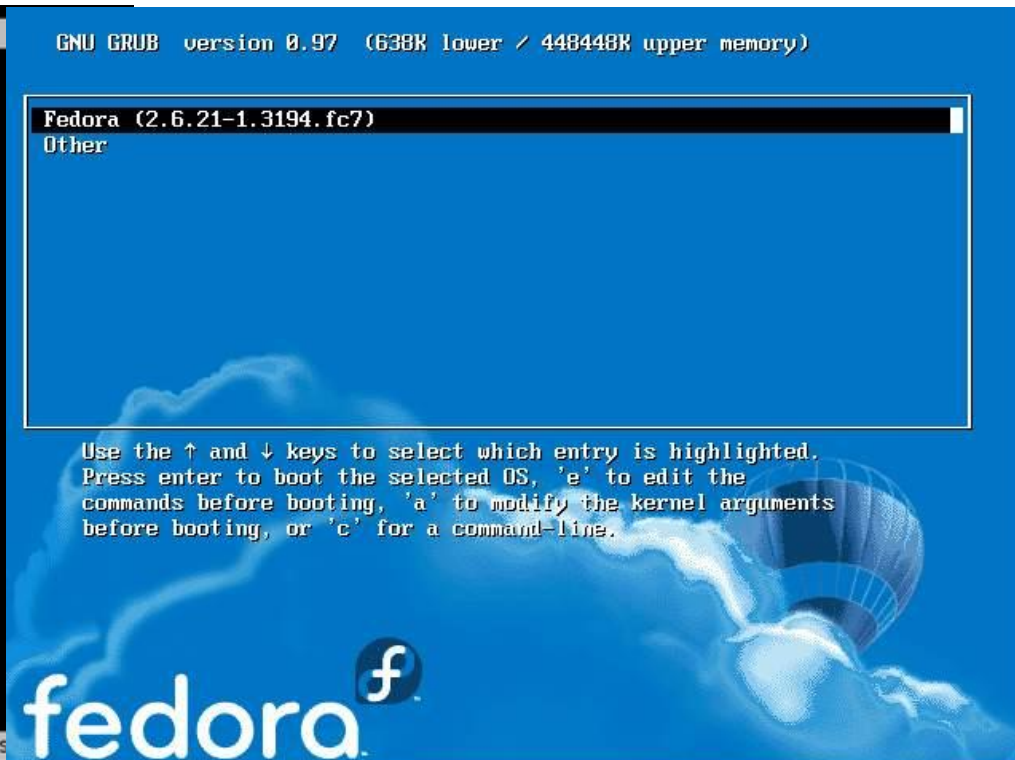 GNU GRUB  version 0.97  (638K lower / 448448K upper memory)
Fedora (2.6.21-1.3194.fc7)
Other
Use the ↑ and ↓ keys to select which entry is highlighted.
Press enter to boot the selected OS, 'e' to edit the
commands before booting, 'a' to modify the kernel arguments
before booting, or 'c' for a command-line.
fedora f